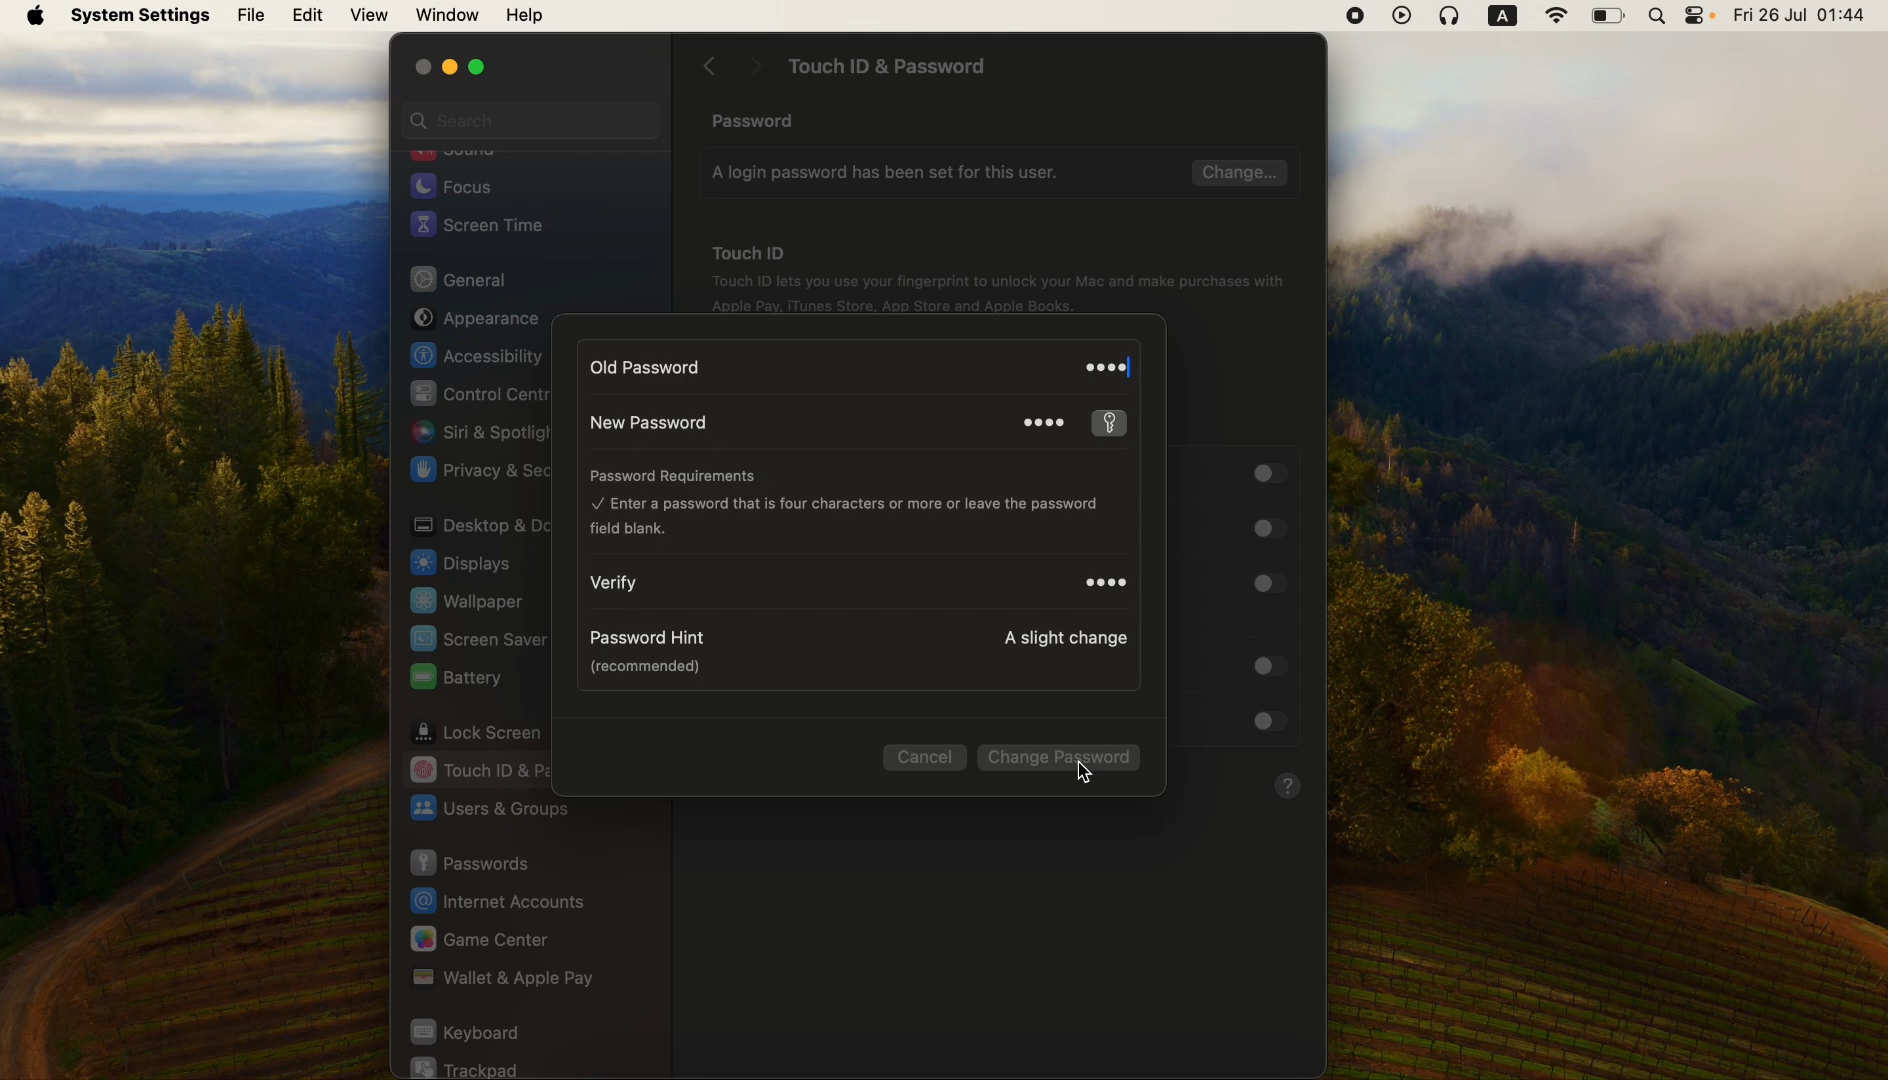 System Settings File Edit View Window Help A Fri 26 Jul 01:44
Search
Sound
Focus
Screen Time
General
Appearance
Accessibility
Control Centr
Siri & Spotligh
Privacy & Sec
Desktop & Do
Displays
Wallpaper
Screen Saver
Battery
Lock Screen
Touch ID & Pa
Users & Groups
Passwords
Internet Accounts
Game Center
Wallet & Apple Pay
Keyboard
Trackpad
Touch ID & Password
Password
A login password has been set for this user. Change...
Touch ID
Touch ID lets you use your fingerprint to unlock your Mac and make purchases with
Apple Pay, iTunes Store, App Store and Apple Books.
Old Password ••••
New Password ••••
Password Requirements
✓ Enter a password that is four characters or more or leave the password
field blank.
Verify ••••
Password Hint A slight change
(recommended)
Cancel Change Password
?